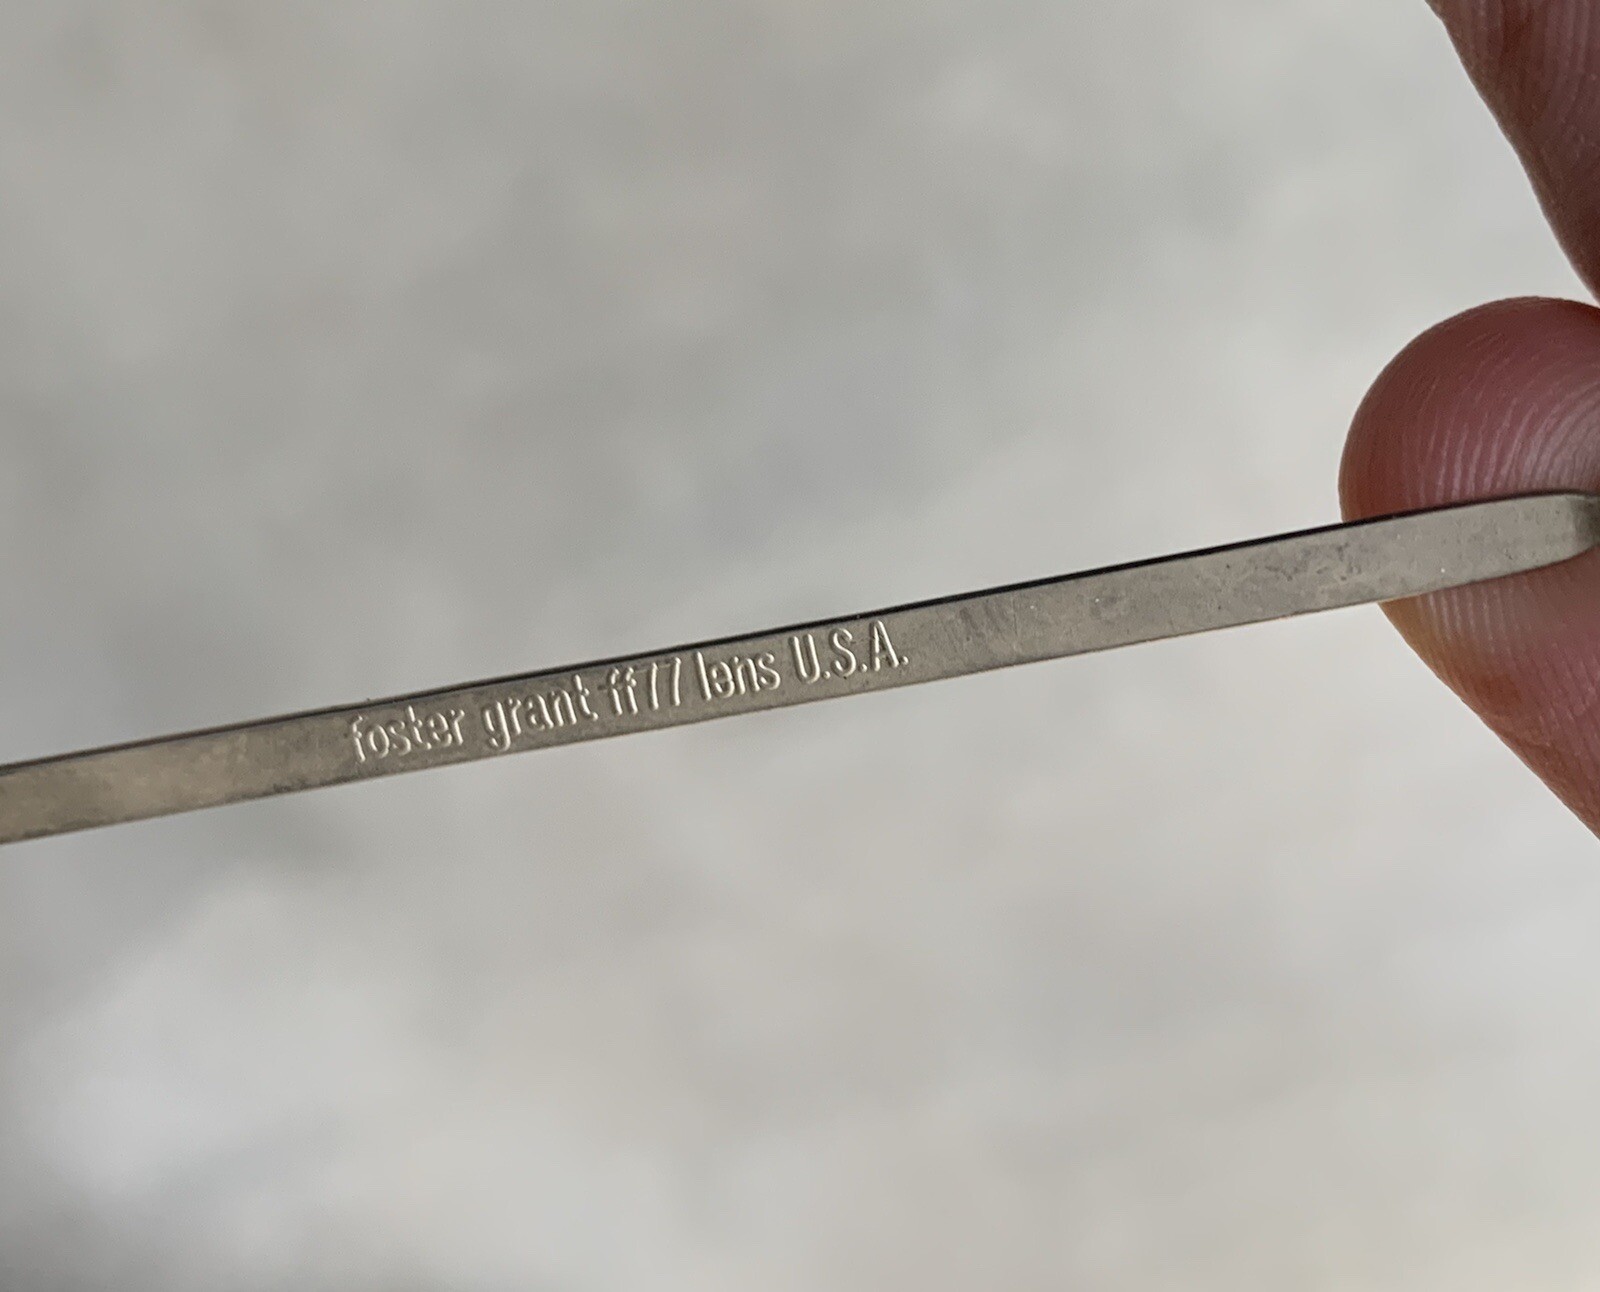 foster grant ff77 lens U.S.A.